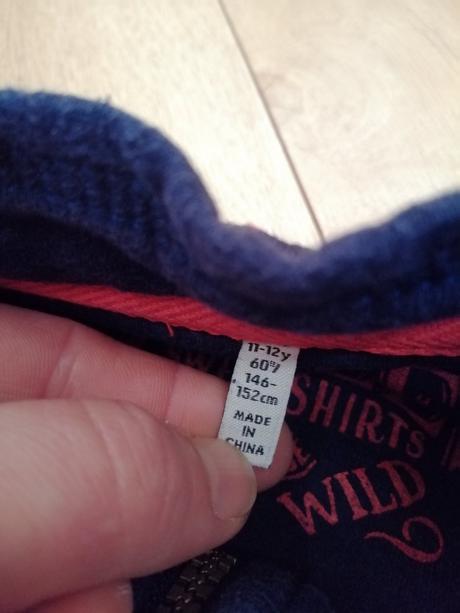 11-12y
60"/
146-
152cm
MADE
IN
CHINA
SHIRTS
WILD